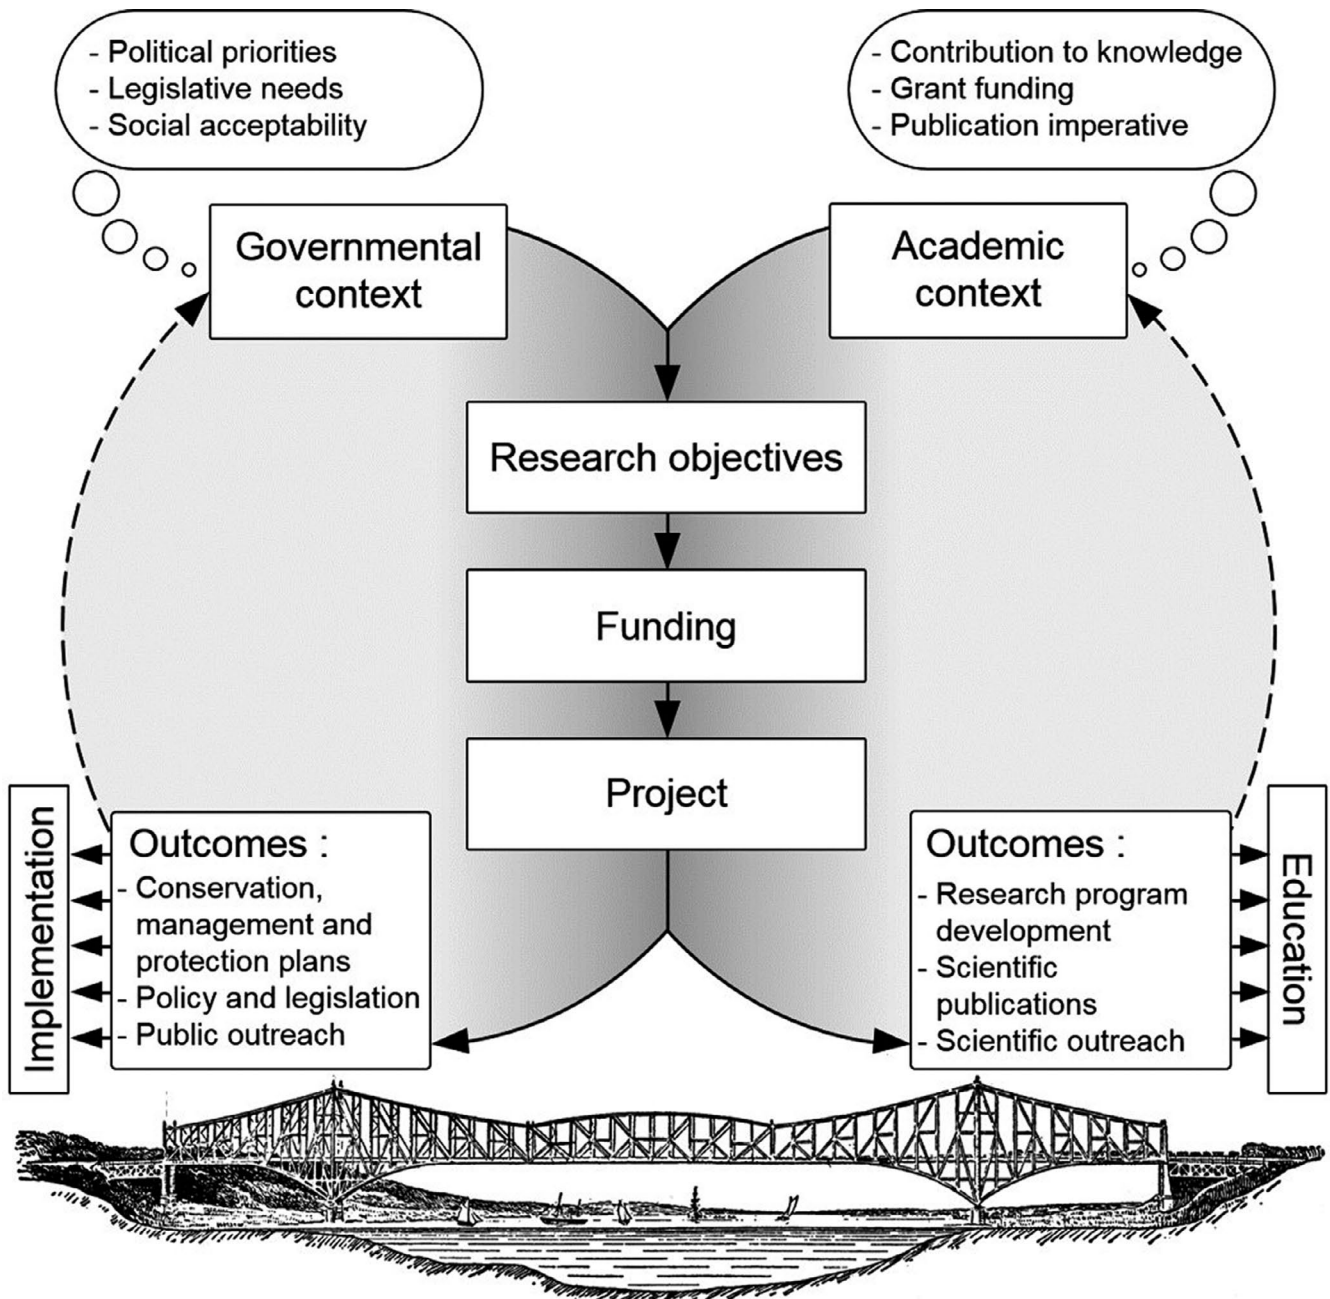 - Political priorities
- Legislative needs
- Social acceptability
- Contribution to knowledge
- Grant funding
- Publication imperative
Governmental
context
Academic
context
Research objectives
Funding
Project
Implementation
Outcomes :
- Conservation,
management and
protection plans
- Policy and legislation
- Public outreach
Outcomes :
- Research program
development
- Scientific
publications
- Scientific outreach
Education